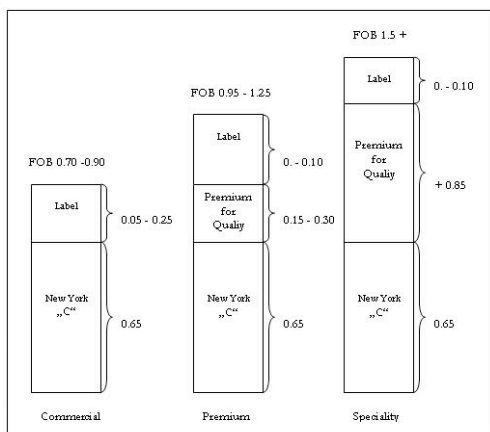 FOB 1.5 +
Label
0. - 0.10
FOB 0.95 - 1.25
Label
0. - 0.10
Premium
for
Qualiy
+ 0.85
FOB 0.70 -0.90
Label
0.05 - 0.25
Premium
for
Qualiy
0.15 - 0.30
New York
„C“
0.65
New York
„C“
0.65
New York
„C“
0.65
Commercial
Premium
Speciality